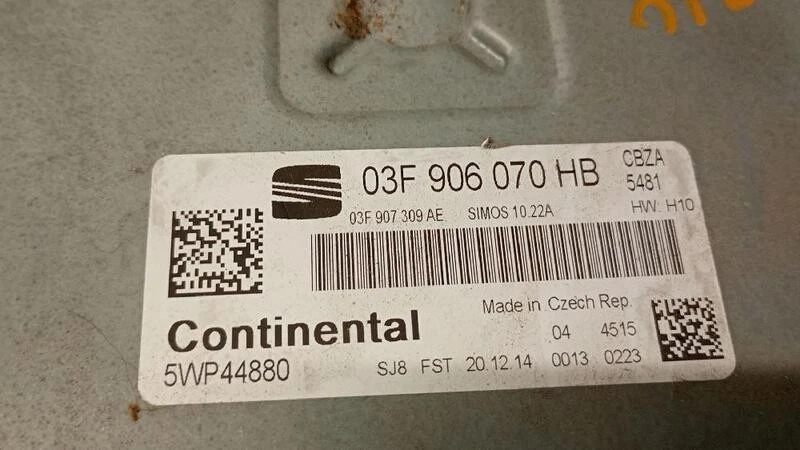 03F 906 070 HB CBZA
5481
03F 907 309 AE SIMOS 10.22A HW: H10
Made in Czech Rep.
Continental 04 4515
5WP44880 SJ8 FST 20.12.14 0013 0223